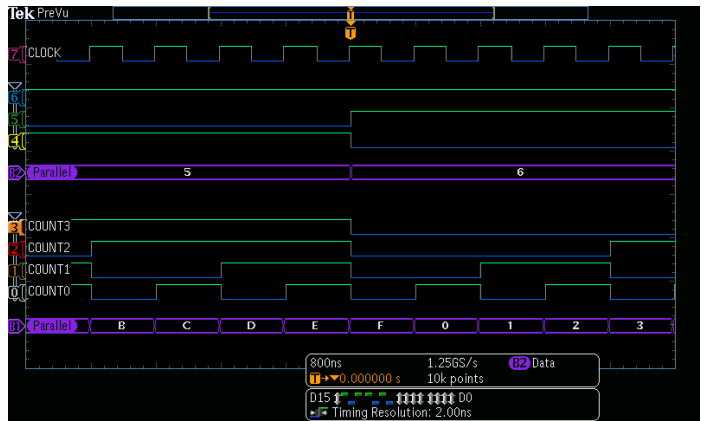 Tek PreVu
T
T
7 CLOCK
6
5
4
B2 Parallel 5 6
3 COUNT3
2 COUNT2
1 COUNT1
0 COUNT0
B1 Parallel B C D E F 0 1 2 3
800ns 1.25GS/s B2 Data
T→▼0.000000 s 10k points
D15 D0
Timing Resolution: 2.00ns